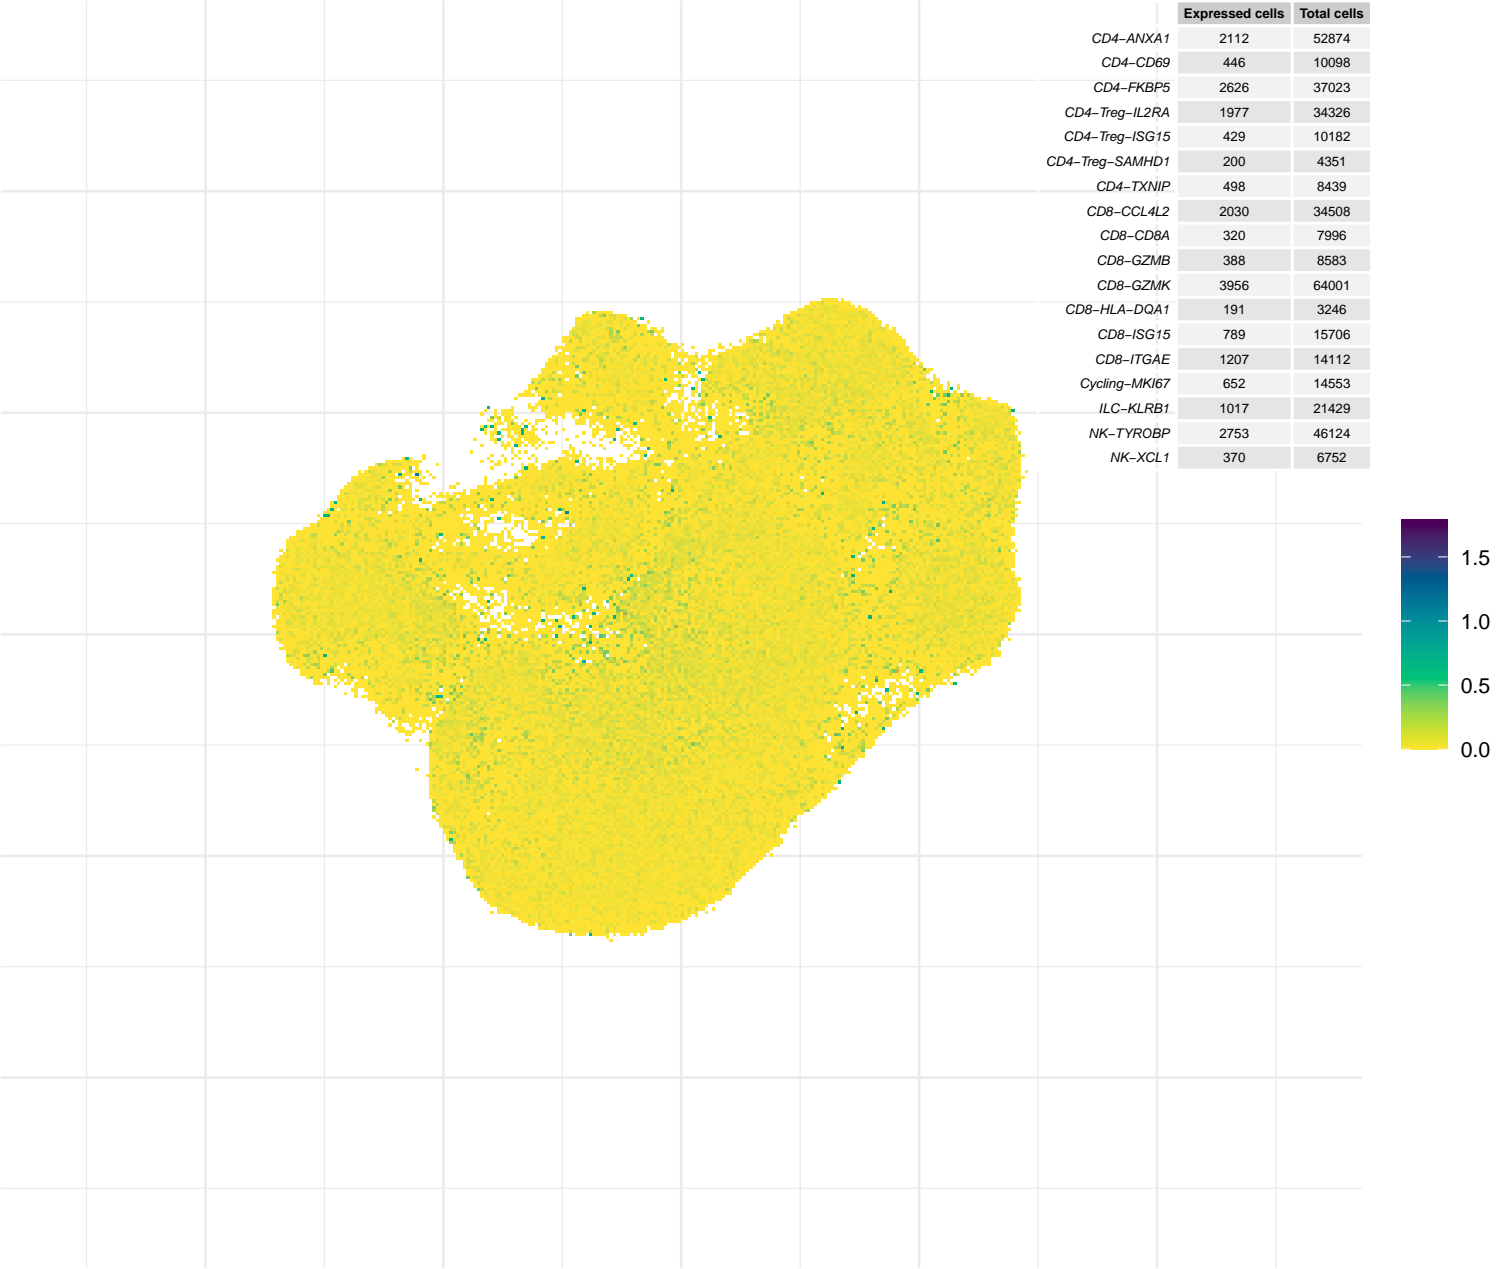 Expressed cells Total cells
CD4−ANXA1 2112 52874
CD4−CD69 446 10098
CD4−FKBP5 2626 37023
CD4−Treg−IL2RA 1977 34326
CD4−Treg−ISG15 429 10182
CD4−Treg−SAMHD1 200 4351
CD4−TXNIP 498 8439
CD8−CCL4L2 2030 34508
CD8−CD8A 320 7996
CD8−GZMB 388 8583
CD8−GZMK 3956 64001
CD8−HLA−DQA1 191 3246
CD8−ISG15 789 15706
CD8−ITGAE 1207 14112
Cycling−MKI67 652 14553
ILC−KLRB1 1017 21429
NK−TYROBP 2753 46124
NK−XCL1 370 6752
1.5
1.0
0.5
0.0